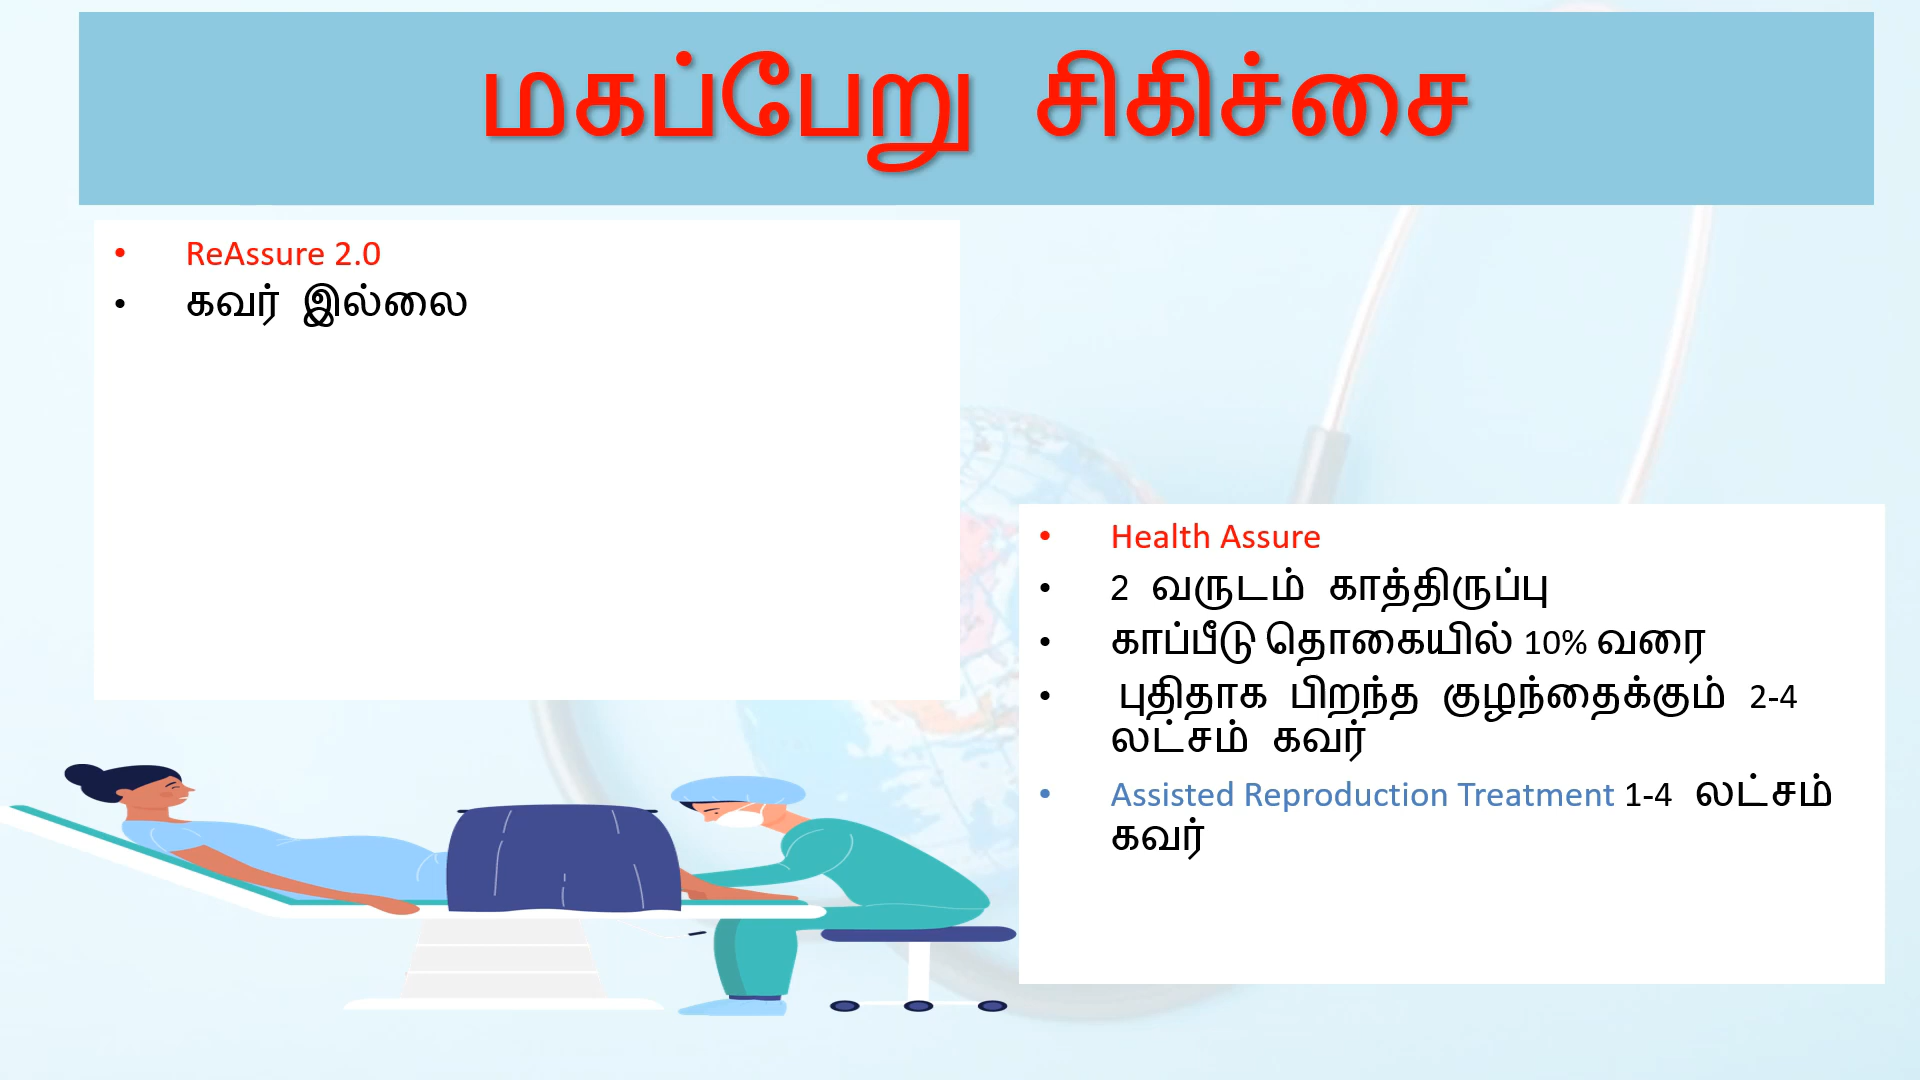 மகப்பேறு சிகிச்சை
• ReAssure 2.0
• கவர் இல்லை
• Health Assure
• 2 வருடம் காத்திருப்பு
• காப்பீடு தொகையில் 10% வரை
• புதிதாக பிறந்த குழந்தைக்கும் 2-4
லட்சம் கவர்
• Assisted Reproduction Treatment 1-4 லட்சம்
கவர்